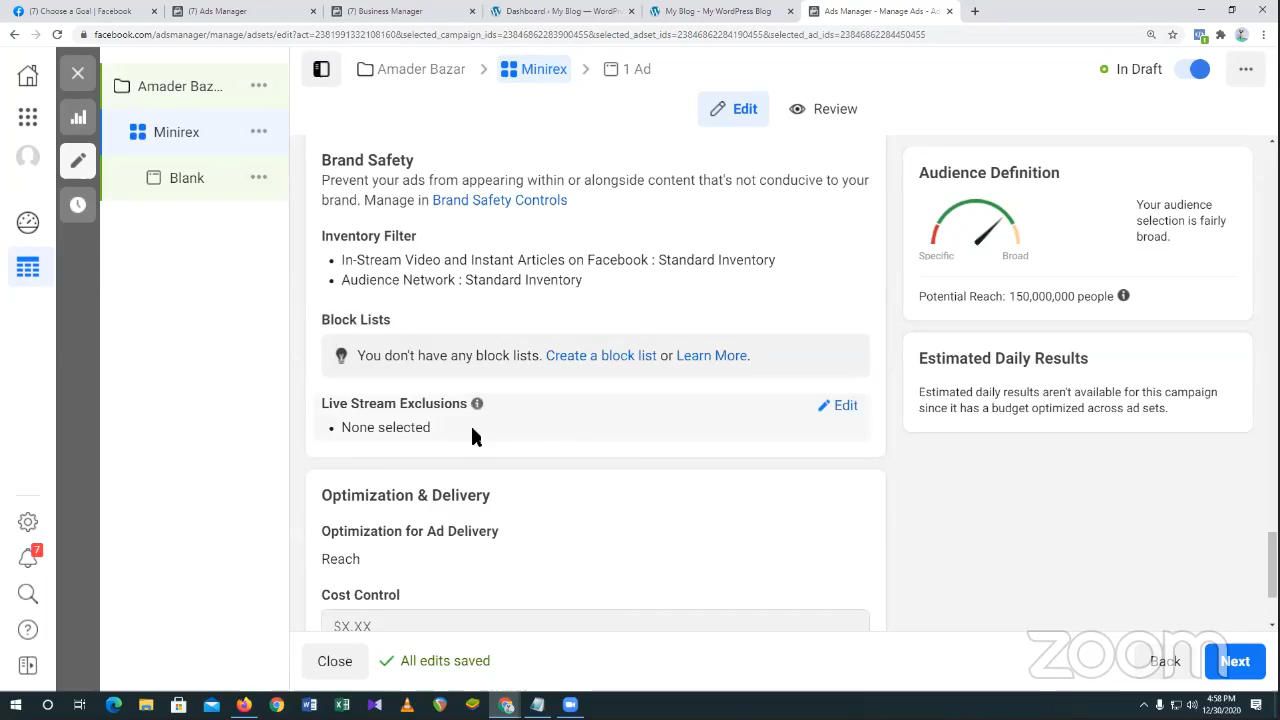 (7) Choose a Goal | Facebook
(7) Ads Manager
(7) Business Manager
Dashboard ‹ My Blog — WordPr
My Blog – My WordPress Blog
Ads Manager - Manage Ads - Ad
facebook.com/adsmanager/manage/adsets/edit?act=2381991332108160&selected_campaign_ids=23846862283900455&selected_adset_ids=23846862284190455&selected_ad_ids=23846862284450455
Amader Baz...
Minirex
Blank
7
Amader Bazar
Minirex
1 Ad
In Draft
Edit
Review
Brand Safety
Prevent your ads from appearing within or alongside content that's not conducive to your
brand. Manage in Brand Safety Controls
Inventory Filter
In-Stream Video and Instant Articles on Facebook : Standard Inventory
Audience Network : Standard Inventory
Block Lists
You don't have any block lists. Create a block list or Learn More.
Live Stream Exclusions
Edit
None selected
Optimization & Delivery
Optimization for Ad Delivery
Reach
Cost Control
$X.XX
Audience Definition
Your audience
selection is fairly
broad.
Specific
Broad
Potential Reach: 150,000,000 people
Estimated Daily Results
Estimated daily results aren't available for this campaign
since it has a budget optimized across ad sets.
Close
All edits saved
Back
Next
zoom
4:58 PM
12/30/2020